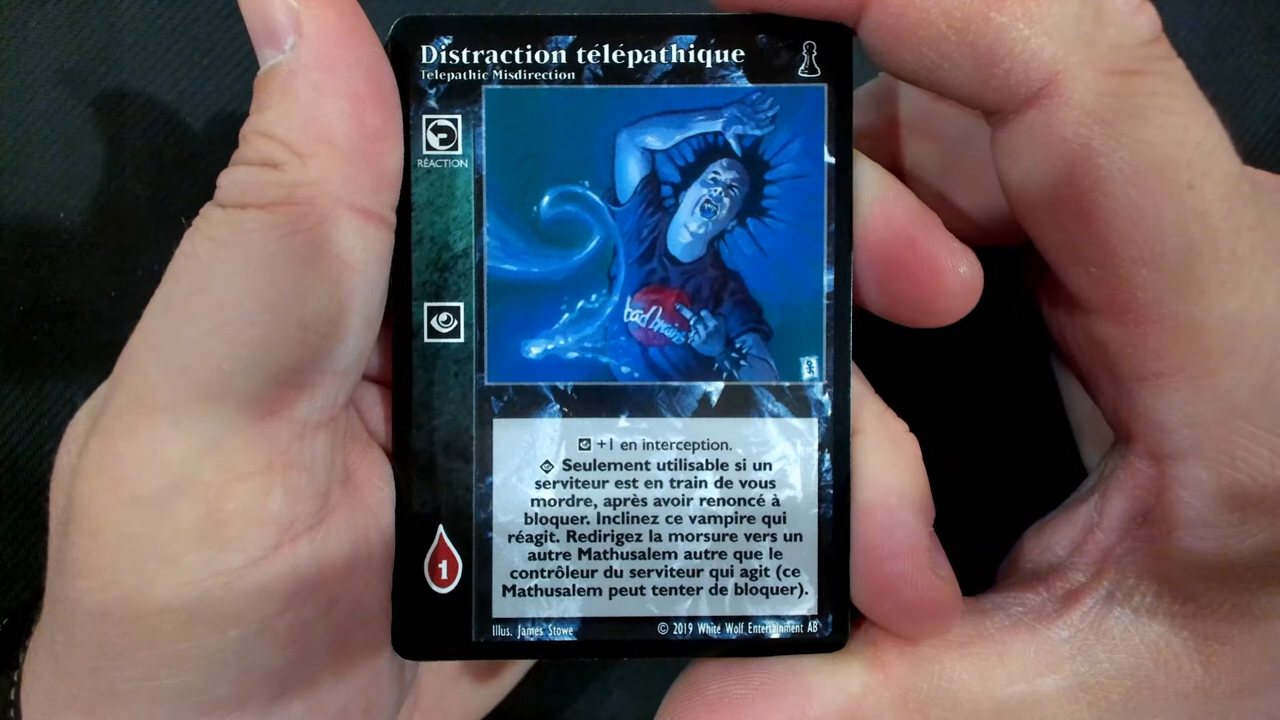 Distraction télépathique
Telepathic Misdirection
RÉACTION
bad brains
+1 en interception.
Seulement utilisable si un
serviteur est en train de vous
mordre, après avoir renoncé à
bloquer. Inclinez ce vampire qui
réagit. Redirigez la morsure vers un
autre Mathusalem autre que le
contrôleur du serviteur qui agit (ce
Mathusalem peut tenter de bloquer).
1
Illus. James Stowe
© 2019 White Wolf Entertainment AB